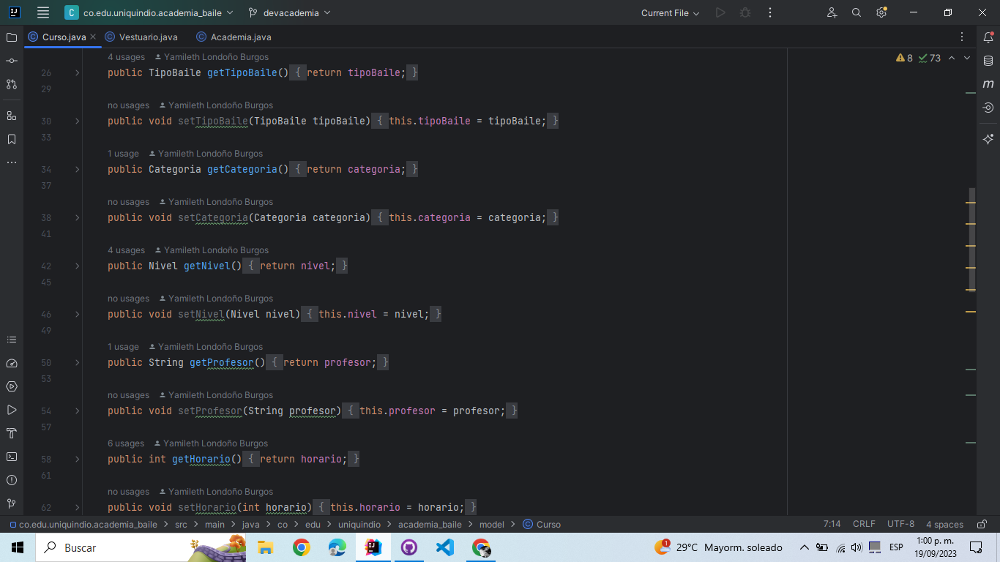 C co.edu.uniquindio.academia_baile devacademia Current File
Curso.java Vestuario.java Academia.java
8 73
4 usages Yamileth Londoño Burgos
26 public TipoBaile getTipoBaile() { return tipoBaile; }
29
no usages Yamileth Londoño Burgos
30 public void setTipoBaile(TipoBaile tipoBaile) { this.tipoBaile = tipoBaile; }
33
1 usage Yamileth Londoño Burgos
34 public Categoria getCategoria() { return categoria; }
37
no usages Yamileth Londoño Burgos
38 public void setCategoria(Categoria categoria) { this.categoria = categoria; }
41
4 usages Yamileth Londoño Burgos
42 public Nivel getNivel() { return nivel; }
45
no usages Yamileth Londoño Burgos
46 public void setNivel(Nivel nivel) { this.nivel = nivel; }
49
1 usage Yamileth Londoño Burgos
50 public String getProfesor() { return profesor; }
53
no usages Yamileth Londoño Burgos
54 public void setProfesor(String profesor) { this.profesor = profesor; }
57
6 usages Yamileth Londoño Burgos
58 public int getHorario() { return horario; }
61
no usages Yamileth Londoño Burgos
62 public void setHorario(int horario) { this.horario = horario; }
co.edu.uniquindio.academia_baile > src > main > java > co > edu > uniquindio > academia_baile > model > Curso 7:14 CRLF UTF-8 4 spaces
Buscar 1 29°C Mayorm. soleado ESP 1:00 p. m.
19/09/2023